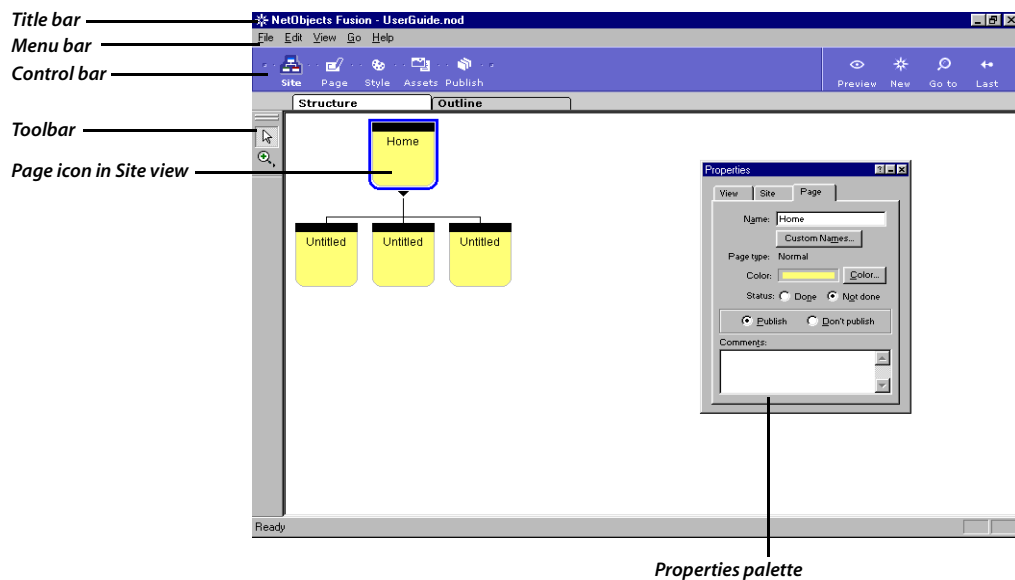 Title bar
Menu bar
Control bar
Toolbar
Page icon in Site view
NetObjects Fusion - UserGuide.nod
File Edit View Go Help
Site Page Style Assets Publish
Preview New Go to Last
Structure Outline
Home
Untitled Untitled Untitled
Properties
View Site Page
Name: Home
Custom Names...
Page type: Normal
Color: Color...
Status: Done Not done
Publish Don't publish
Comments:
Ready
Properties palette